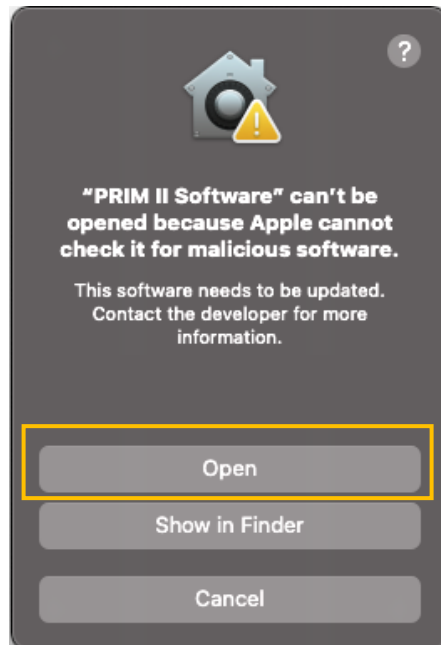 ?
!
“PRIM II Software” can’t be
opened because Apple cannot
check it for malicious software.
This software needs to be updated.
Contact the developer for more
information.
Open
Show in Finder
Cancel